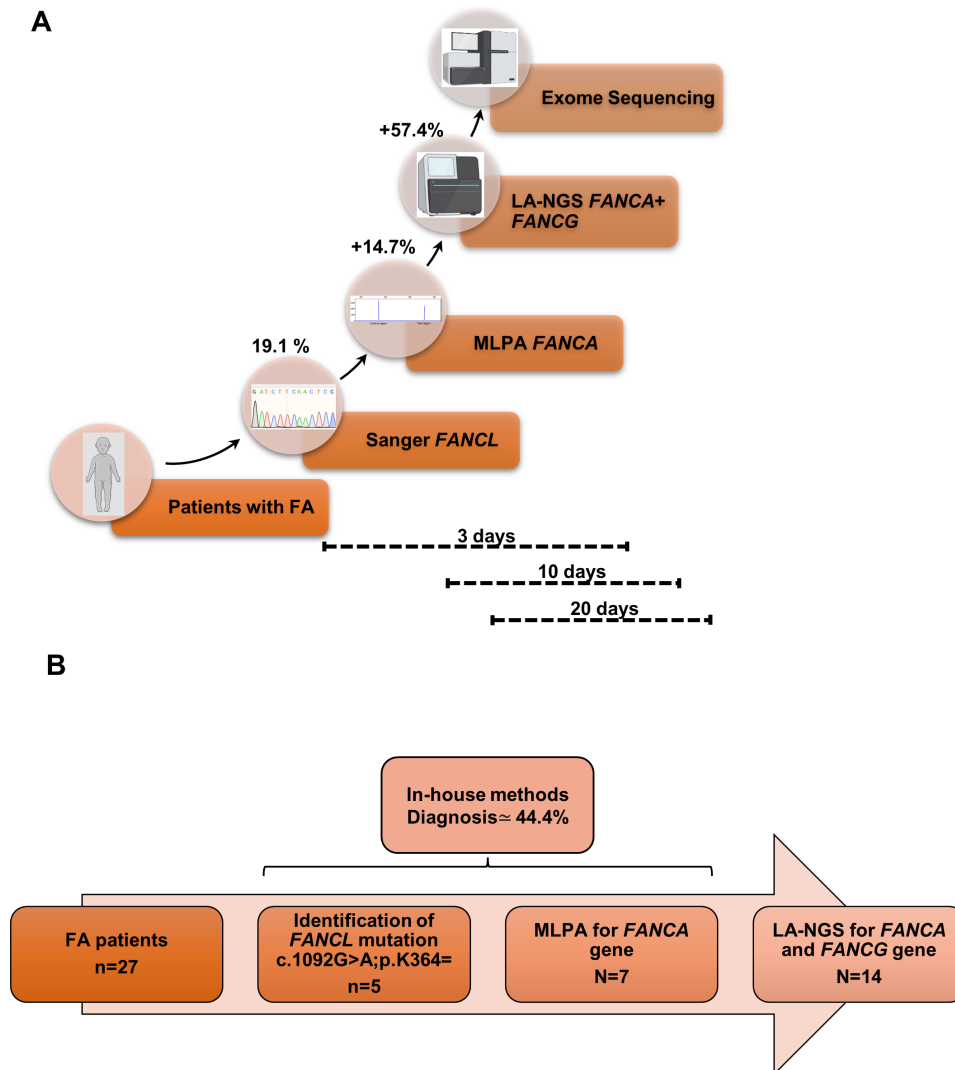 A
Exome Sequencing
+57.4%
LA-NGS FANCA+
FANCG
+14.7%
MLPA FANCA
19.1 %
G A T C T T C A A C T C C
Sanger FANCL
Patients with FA
3 days
10 days
20 days
B
In-house methods
Diagnosis≃ 44.4%
FA patients
n=27
Identification of
FANCL mutation
c.1092G>A;p.K364=
n=5
MLPA for FANCA
gene
N=7
LA-NGS for FANCA
and FANCG gene
N=14